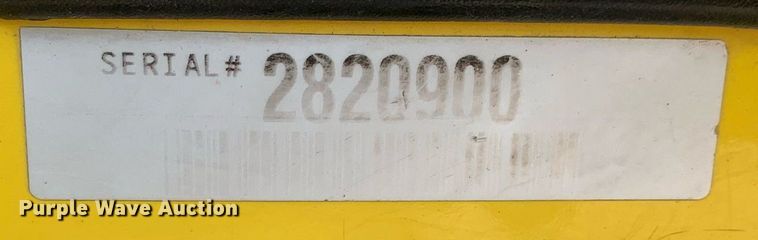 SERIAL# 2820900
Purple Wave Auction